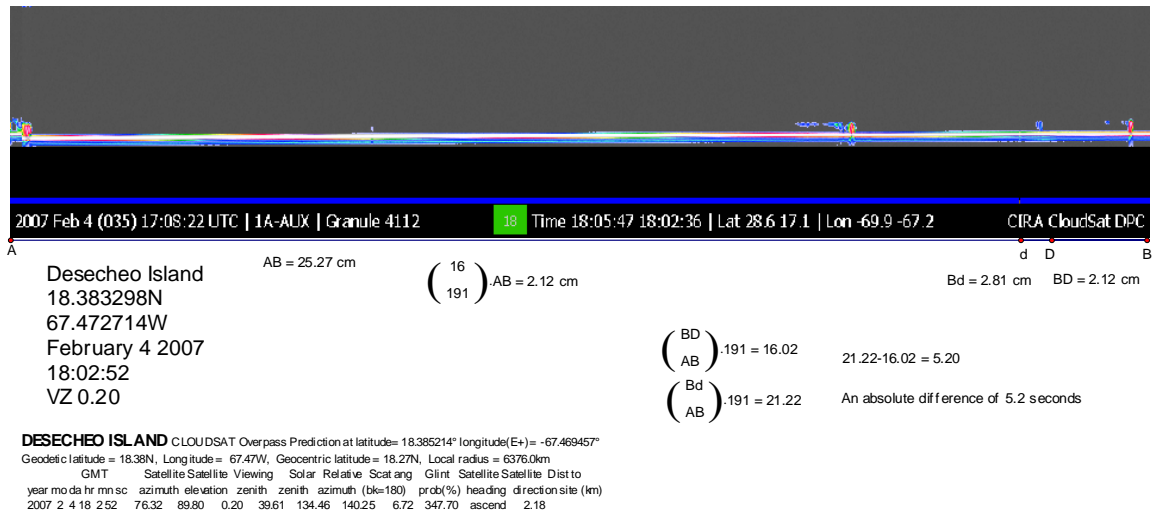 2007 Feb 4 (035) 17:08:22 UTC | 1A-AUX | Granule 4112 18 Time 18:05:47 18:02:36 | Lat 28.6 17.1 | Lon -69.9 -67.2 CIRA CloudSat DPC
A d D B
AB = 25.27 cm
(16 191).AB = 2.12 cm
Bd = 2.81 cm BD = 2.12 cm
Desecheo Island
18.383298N
67.472714W
February 4 2007
18:02:52
VZ 0.20
(BD AB).191 = 16.02
21.22-16.02 = 5.20
(Bd AB).191 = 21.22
An absolute difference of 5.2 seconds
DESECHEO ISLAND CLOUDSAT Overpass Prediction at latitude= 18.385214° longitude(E+)= -67.469457°
Geodetic latitude = 18.38N, Longitude = 67.47W, Geocentric latitude = 18.27N, Local radius = 6376.0km
GMT Satellite Satellite Viewing Solar Relative Scat ang Glint Satellite Satellite Dist to
year mo da hr mn sc azimuth elevation zenith zenith azimuth (bk=180) prob(%) heading direction site (km)
2007 2 4 18 2 52 76.32 89.80 0.20 39.61 134.46 140.25 6.72 347.70 ascend 2.18